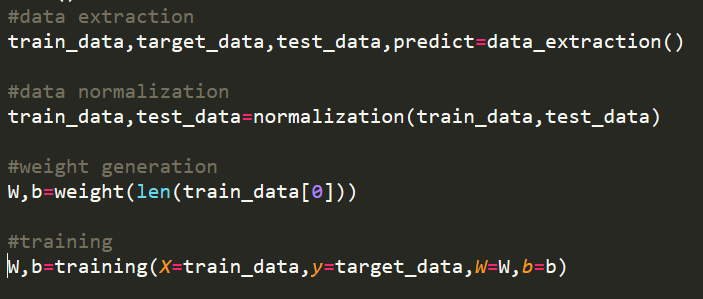 #data extraction
train_data,target_data,test_data,predict=data_extraction()
#data normalization
train_data,test_data=normalization(train_data,test_data)
#weight generation
W,b=weight(len(train_data[0]))
#training
W,b=training(X=train_data,y=target_data,W=W,b=b)